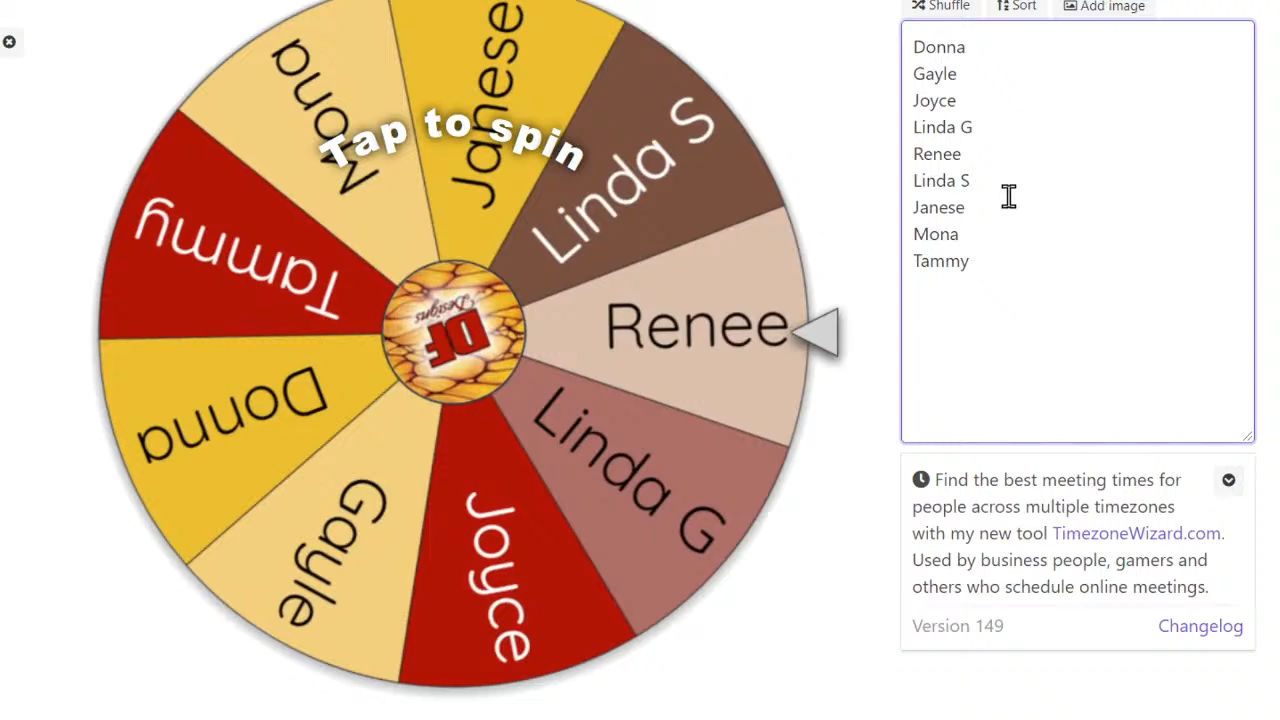 Shuffle
Sort
Add image
Tap to spin
Janese
Linda S
Renee
Linda G
Joyce
Gayle
Donna
Tammy
Mona
DF
Designs
Donna
Gayle
Joyce
Linda G
Renee
Linda S
Janese
Mona
Tammy
Find the best meeting times for
people across multiple timezones
with my new tool TimezoneWizard.com.
Used by business people, gamers and
others who schedule online meetings.
Version 149
Changelog